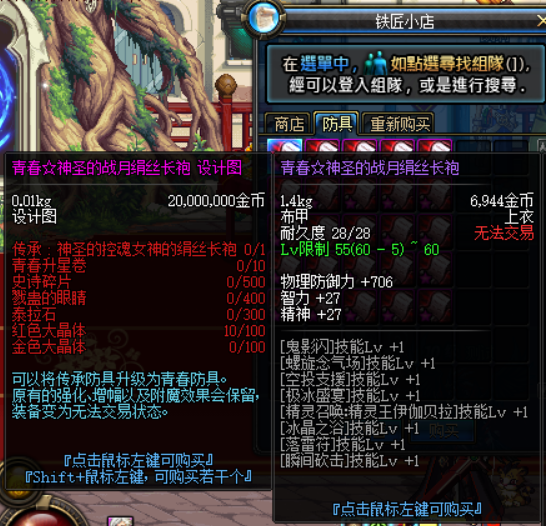 铁匠小店
在選單中, 如點選尋找組隊(]),
經可以登入組隊, 或是進行搜尋.
商店 防具 重新购买
青春☆神圣的战月绢丝长袍 设计图
0.01kg 20,000,000金币
设计图
传承 : 神圣的控魂女神的绢丝长袍 0/1
青春升星卷 0/10
史诗碎片 0/500
戮蛊的眼睛 0/400
泰拉石 0/300
红色大晶体 10/100
金色大晶体 0/100
可以将传承防具升级为青春防具。
原有的强化,增幅以及附魔效果会保留,
装备变为无法交易状态。
『点击鼠标左键可购买』
『Shift+鼠标左键, 可购买若干个』
青春☆神圣的战月绢丝长袍
1.4kg 6,944金币
布甲 上衣
耐久度 28/28 无法交易
Lv限制 55(60 - 5) ~ 60
物理防御力 +706
智力 +27
精神 +27
[鬼影闪]技能Lv +1
[螺旋念气场]技能Lv +1
[空投支援]技能Lv +1
[极冰盛宴]技能Lv +1
[精灵召唤:精灵王伊伽贝拉]技能Lv +1
[冰晶之浴]技能Lv +1
[落雷符]技能Lv +1
[瞬间砍击]技能Lv +1
『点击鼠标左键可购买』